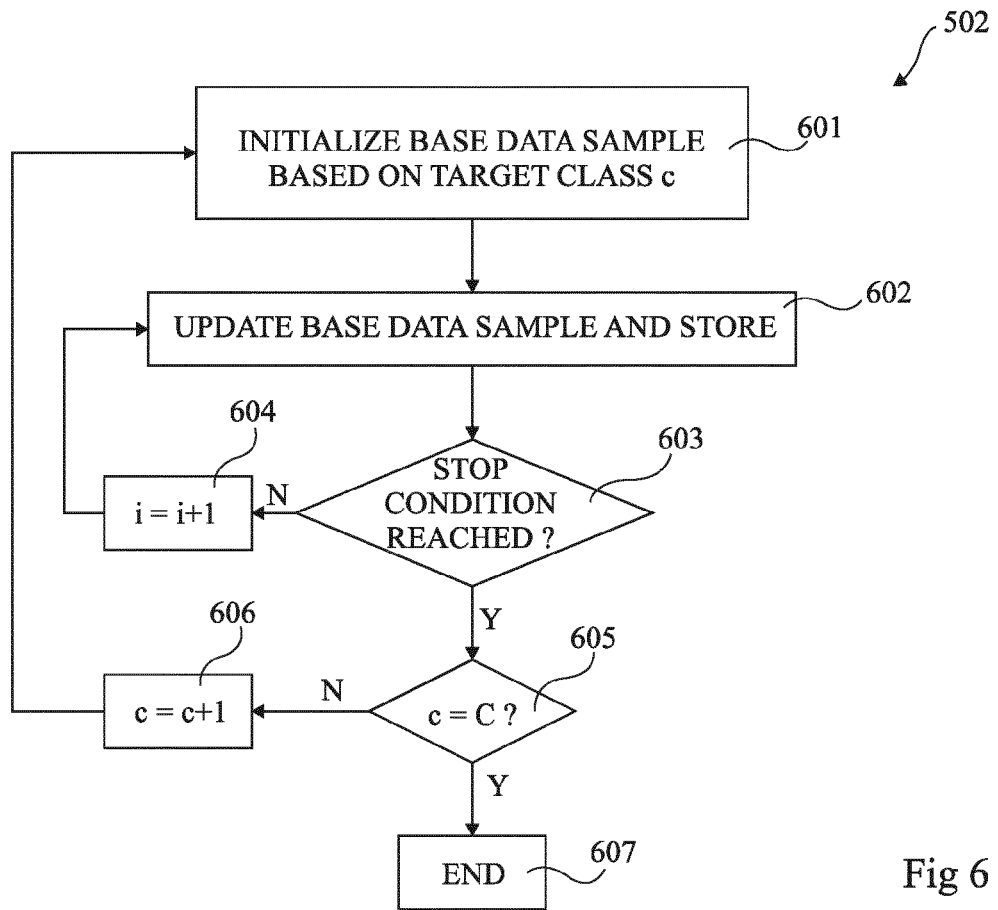 502
INITIALIZE BASE DATA SAMPLE
BASED ON TARGET CLASS c
601
UPDATE BASE DATA SAMPLE AND STORE
602
STOP
CONDITION
REACHED ?
603
N
604
i = i+1
Y
c = C ?
605
N
606
c = c+1
Y
END
607
Fig 6